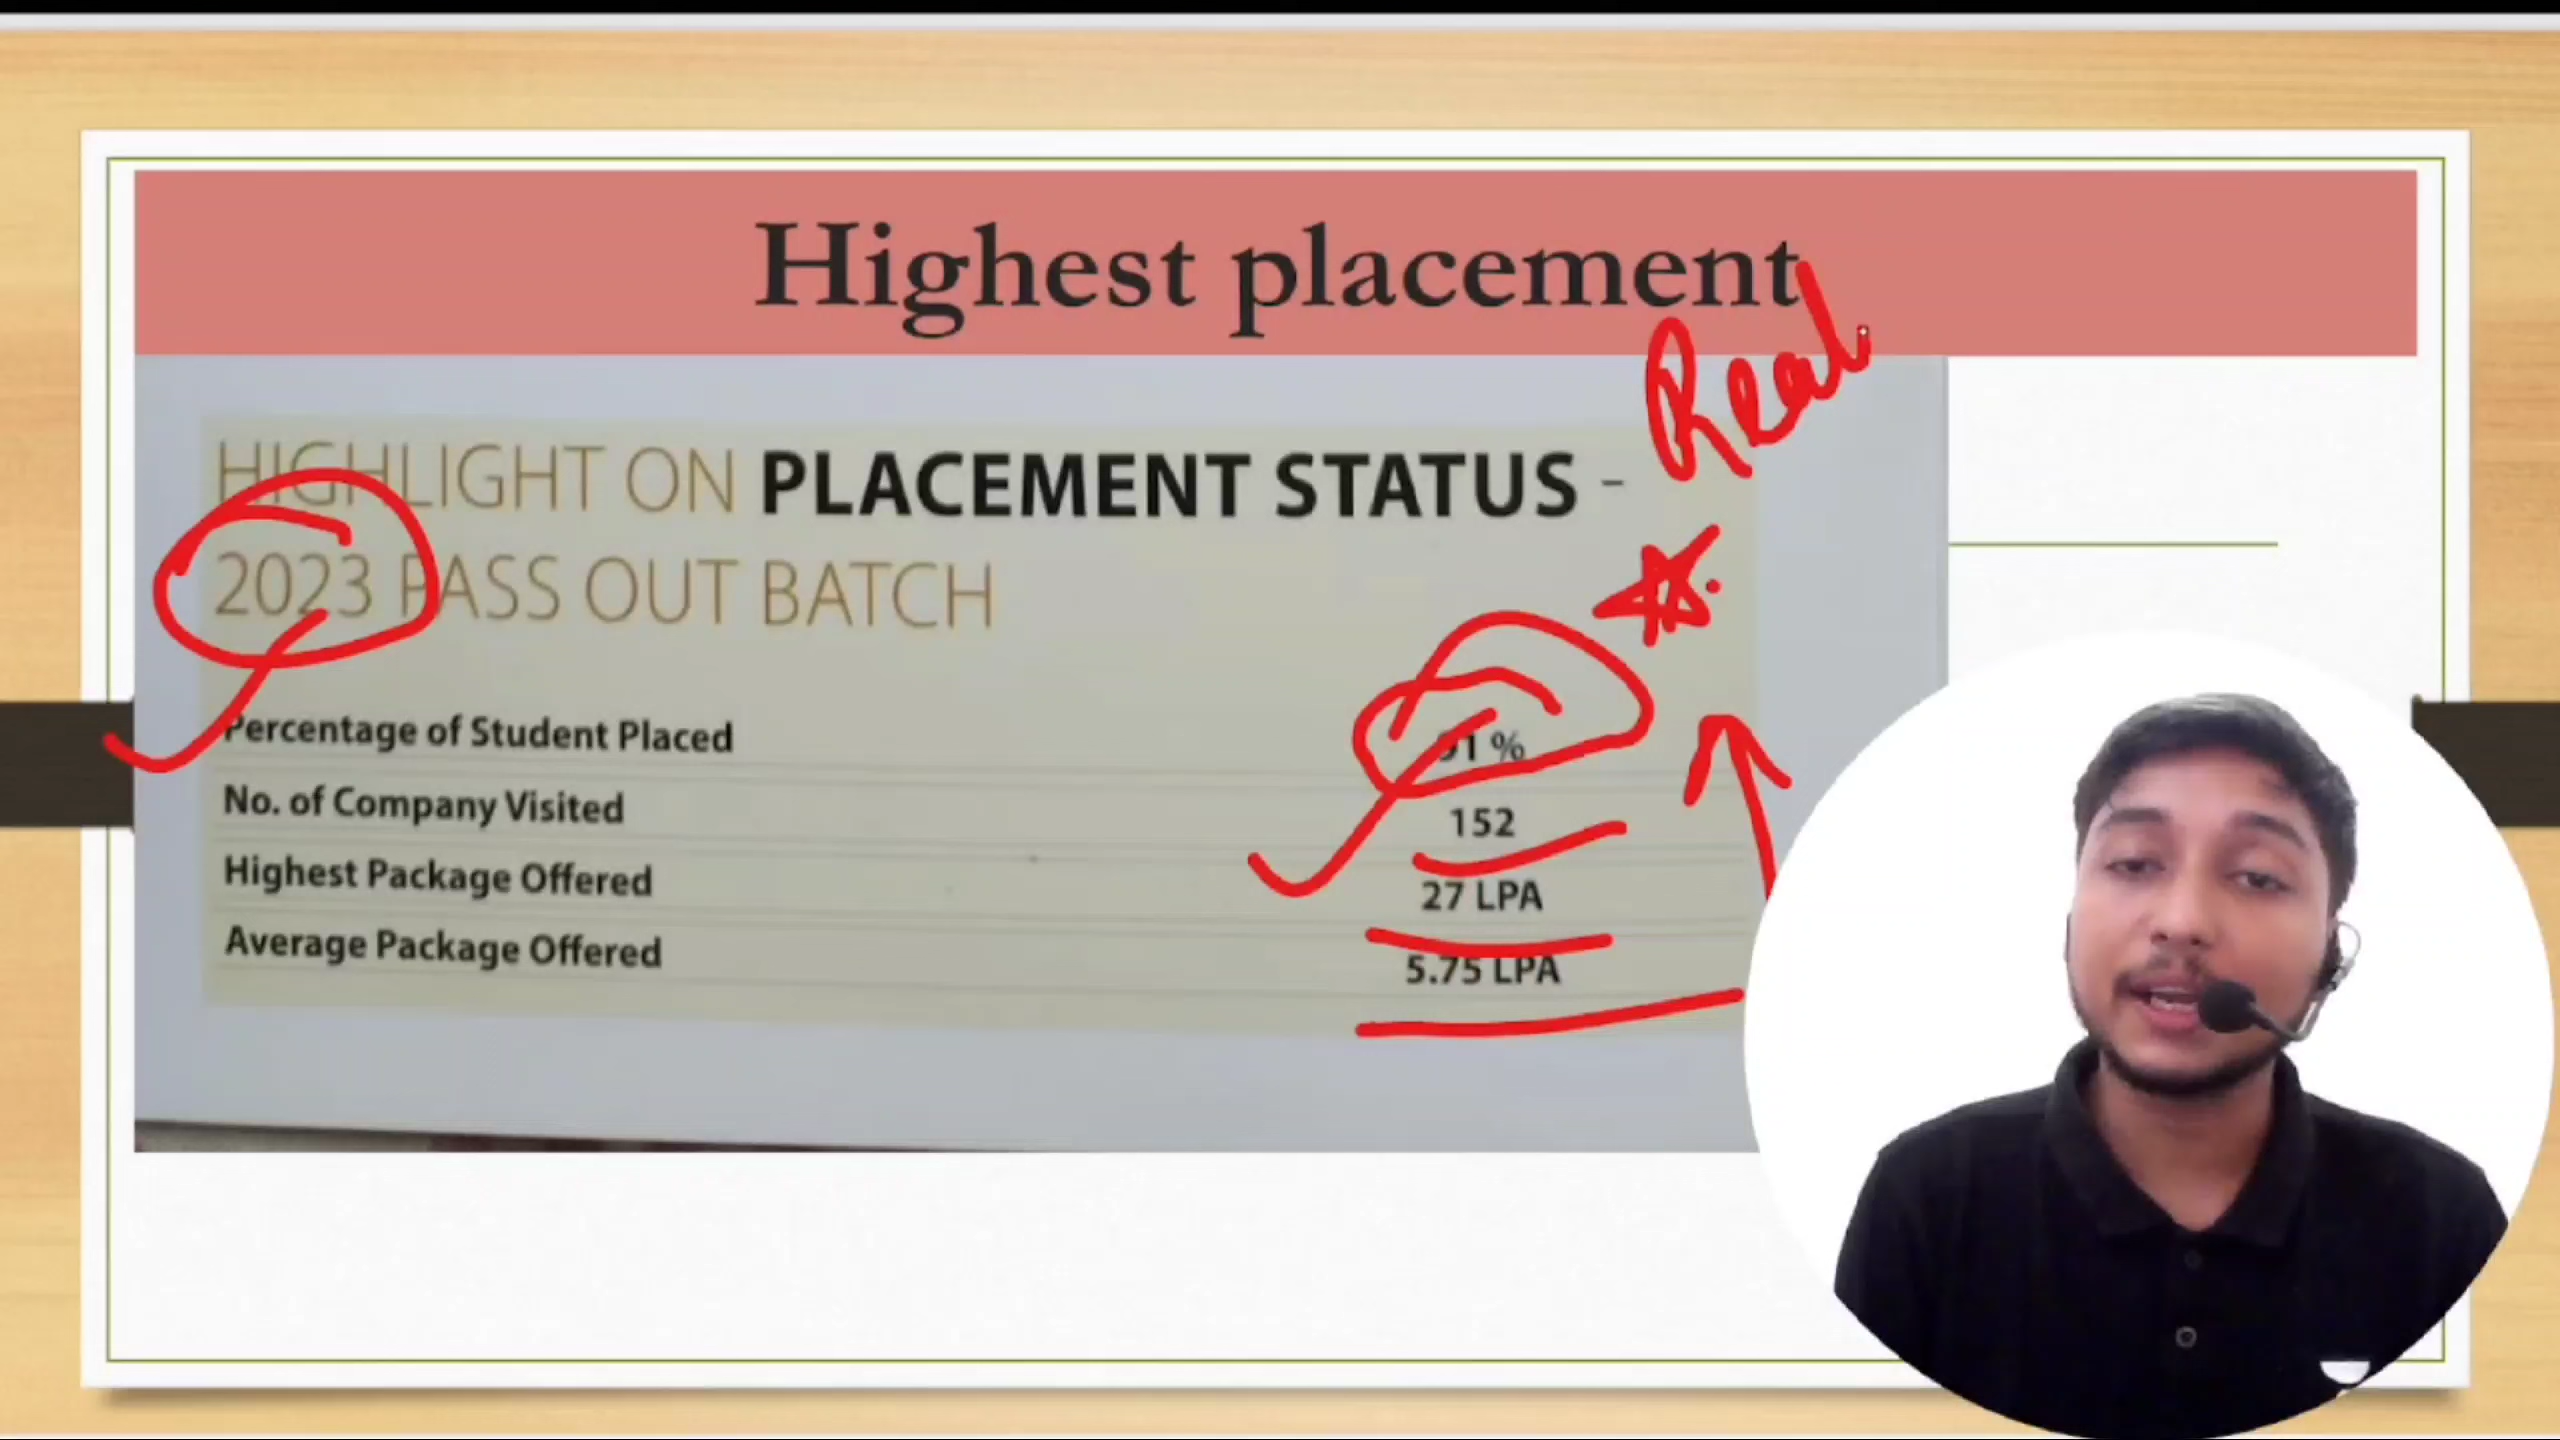 Highest placement
Real
HIGHLIGHT ON PLACEMENT STATUS -
2023 PASS OUT BATCH
Percentage of Student Placed 91 %
No. of Company Visited 152
Highest Package Offered 27 LPA
Average Package Offered 5.75 LPA